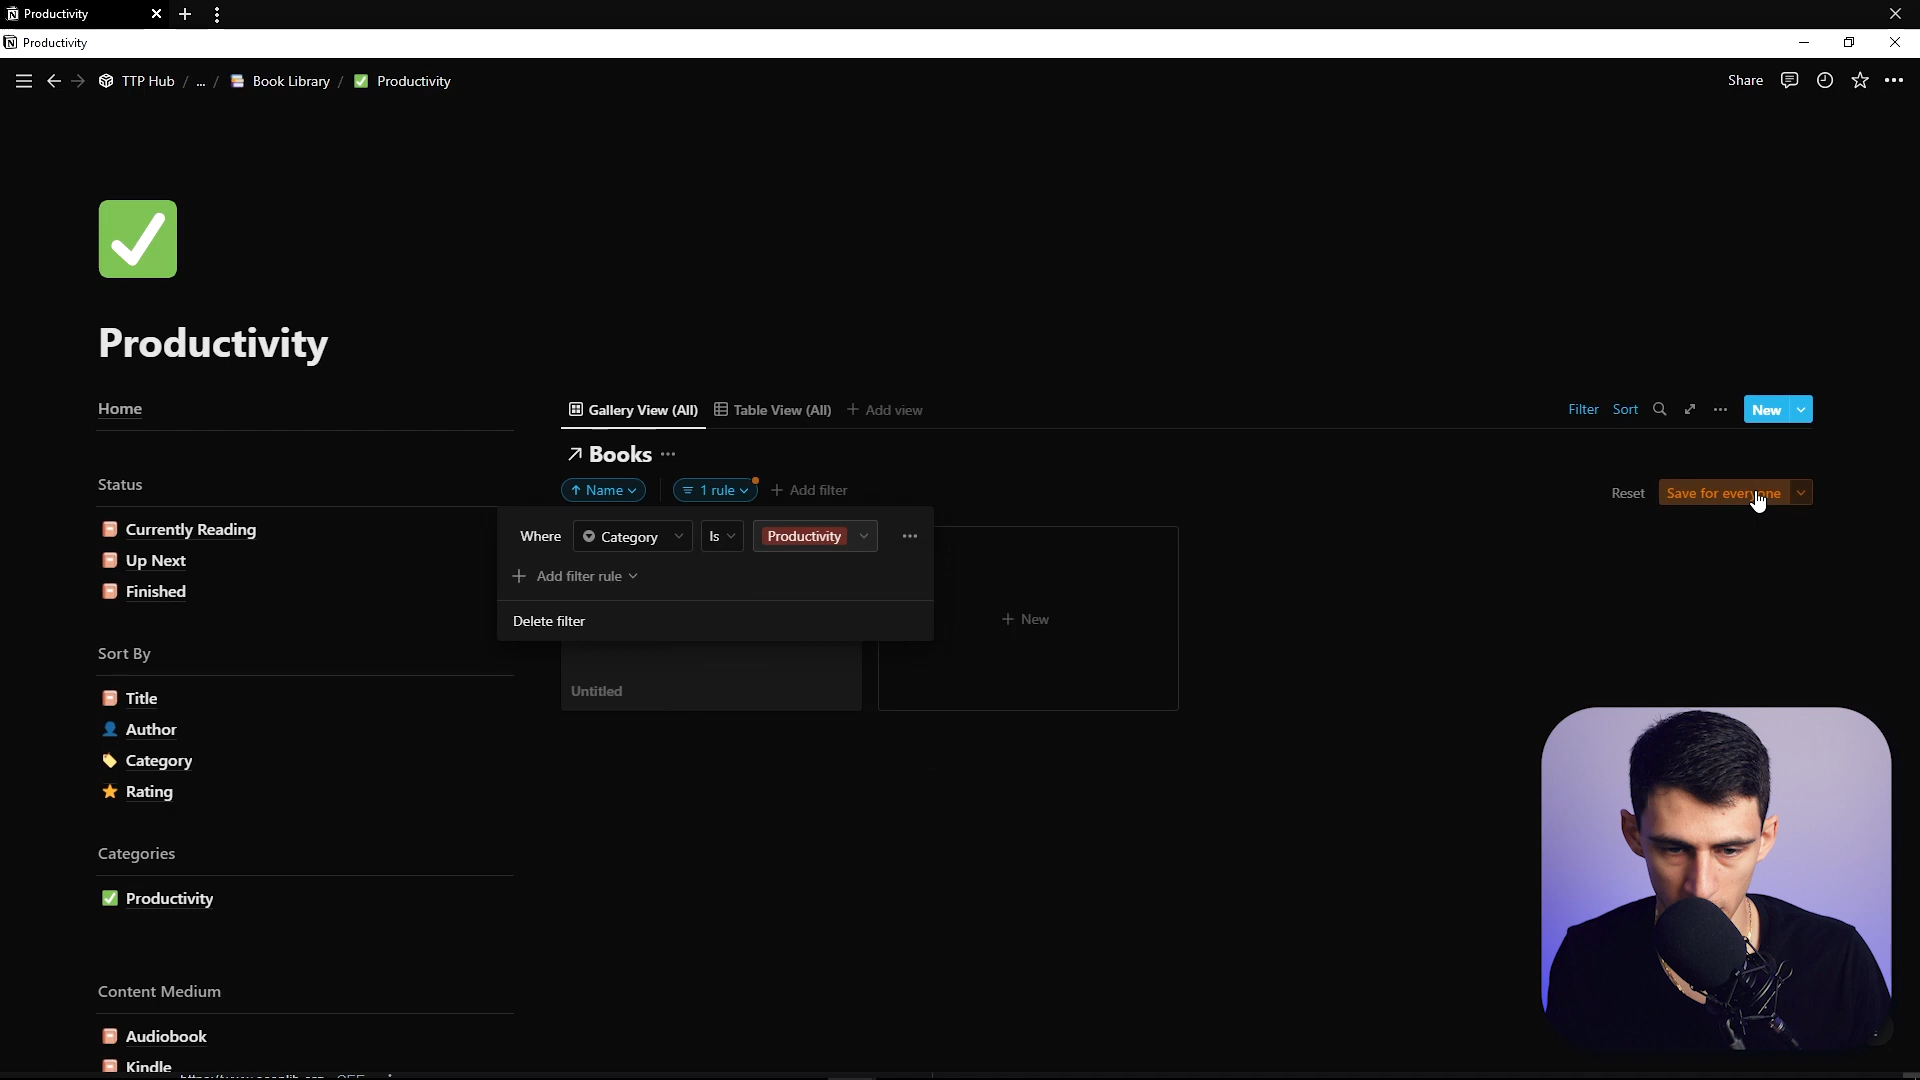 Productivity
Productivity
TTP Hub / ... / Book Library / Productivity
Share
Productivity
Home
Gallery View (All) Table View (All) Add view
Filter Sort New
Books
Name 1 rule Add filter
Reset Save for everyone
Status
Currently Reading
Up Next
Finished
Where Category Is Productivity
Add filter rule
Delete filter
New
Untitled
Sort By
Title
Author
Category
Rating
Categories
Productivity
Content Medium
Audiobook
Kindle